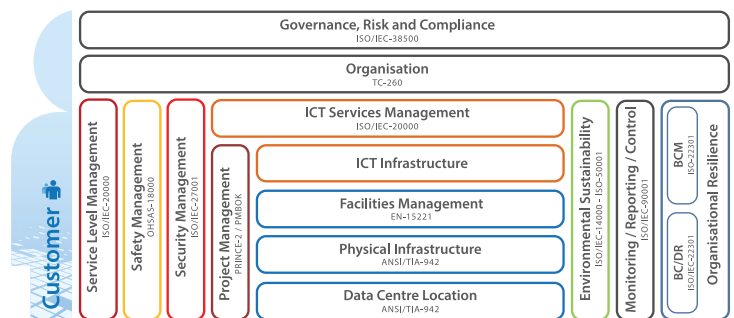 Governance, Risk and Compliance
ISO/IEC-38500
Organisation
TC-260
Customer
Service Level Management
ISO/IEC-20000
Safety Management
OHSAS-18000
Security Management
ISO/IEC-27001
ICT Services Management
ISO/IEC-20000
Project Management
PRINCE-2 / PMBOK
ICT Infrastructure
Facilities Management
EN-15221
Physical Infrastructure
ANSI/TIA-942
Data Centre Location
ANSI/TIA-942
Environmental Sustainability
ISO/IEC-14000 - ISO-50001
Monitoring / Reporting / Control
ISO/IEC-90001
BCM
ISO-22301
BC/DR
ISO/IEC-22301
Organisational Resilience